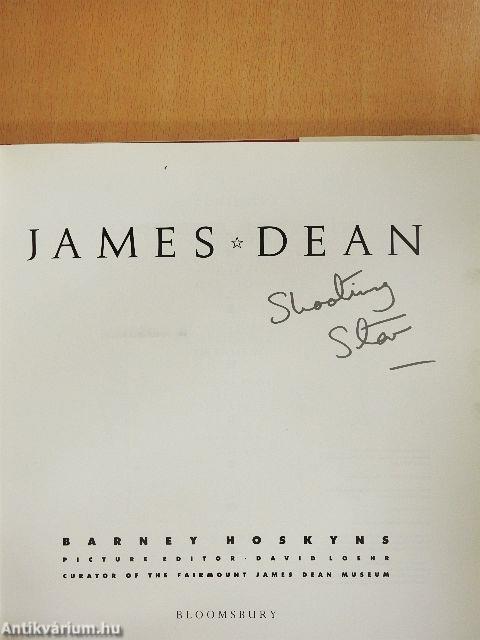 JAMES ☆ DEAN
Shooting
Star
BARNEY HOSKYNS
PICTURE EDITOR · DAVID LOEHR
CURATOR OF THE FAIRMOUNT JAMES DEAN MUSEUM
BLOOMSBURY
Antikvárium.hu